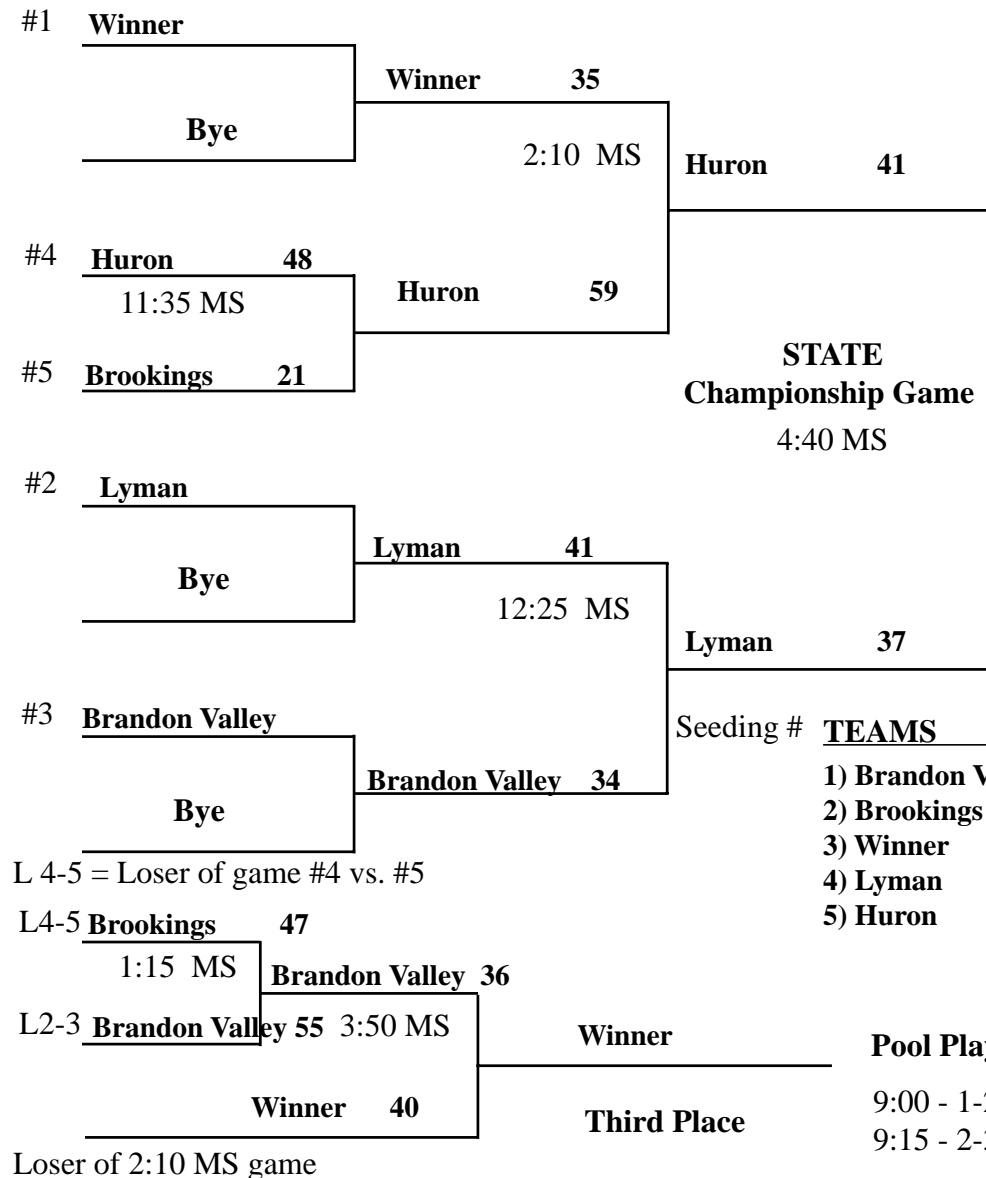 #1 Winner
Winner 35
Bye
2:10 MS
Huron 41
#4 Huron 48
11:35 MS
Huron 59
#5 Brookings 21
STATE
Championship Game
4:40 MS
#2 Lyman
Lyman 41
Bye
12:25 MS
Lyman 37
#3 Brandon Valley
Seeding # TEAMS
Brandon Valley 34
1) Brandon V
Bye
2) Brookings
3) Winner
4) Lyman
5) Huron
L 4-5 = Loser of game #4 vs. #5
L4-5 Brookings 47
1:15 MS
Brandon Valley 36
L2-3 Brandon Valley 55 3:50 MS
Winner
Pool Play
Winner 40
Third Place
9:00 - 1-2
9:15 - 2-3
Loser of 2:10 MS game